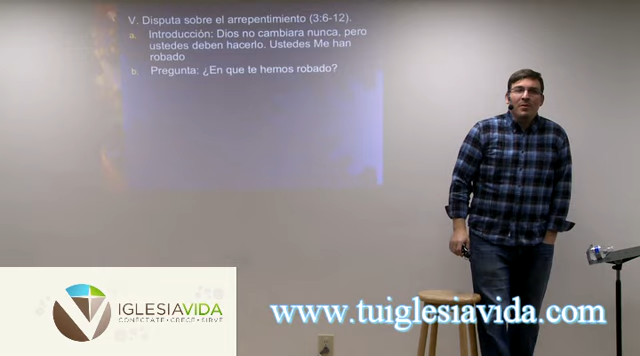 V. Disputa sobre el arrepentimiento (3:6-12).
a. Introducción: Dios no cambiara nunca, pero
ustedes deben hacerlo. Ustedes Me han
robado
b. Pregunta: ¿En que te hemos robado?
IGLESIAVIDA
CONÉCTATE • CRECE • SIRVE
www.tuiglesiavida.com